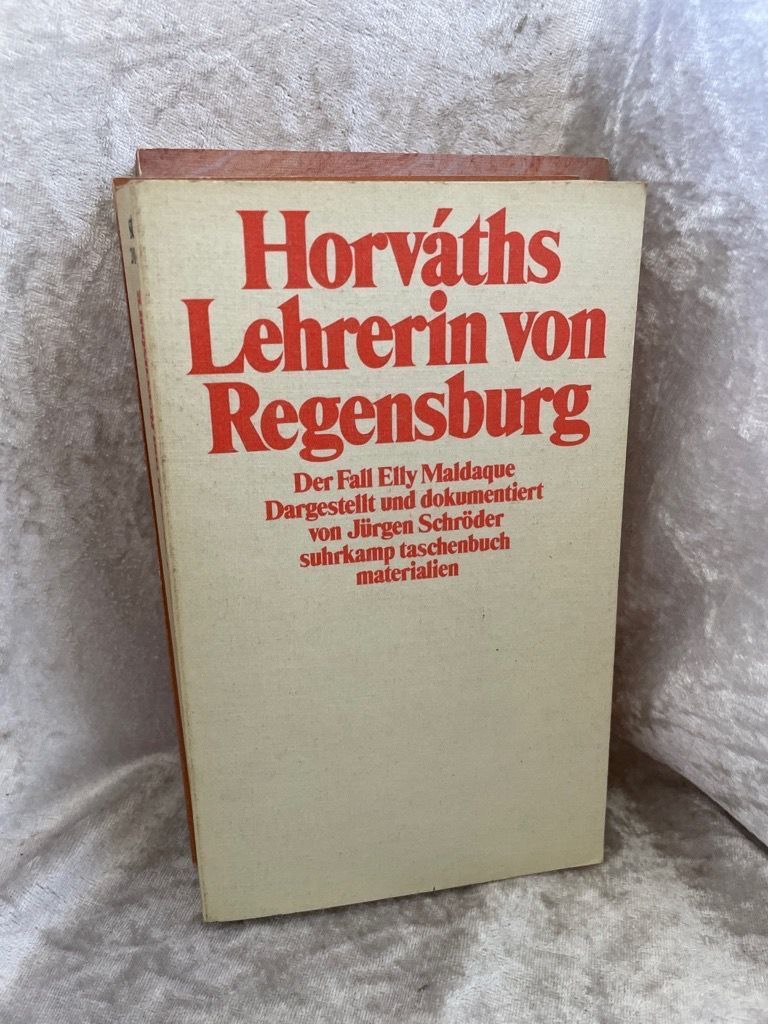 Horváths
Lehrerin von
Regensburg
Der Fall Elly Maldaque
Dargestellt und dokumentiert
von Jürgen Schröder
suhrkamp taschenbuch
materialien